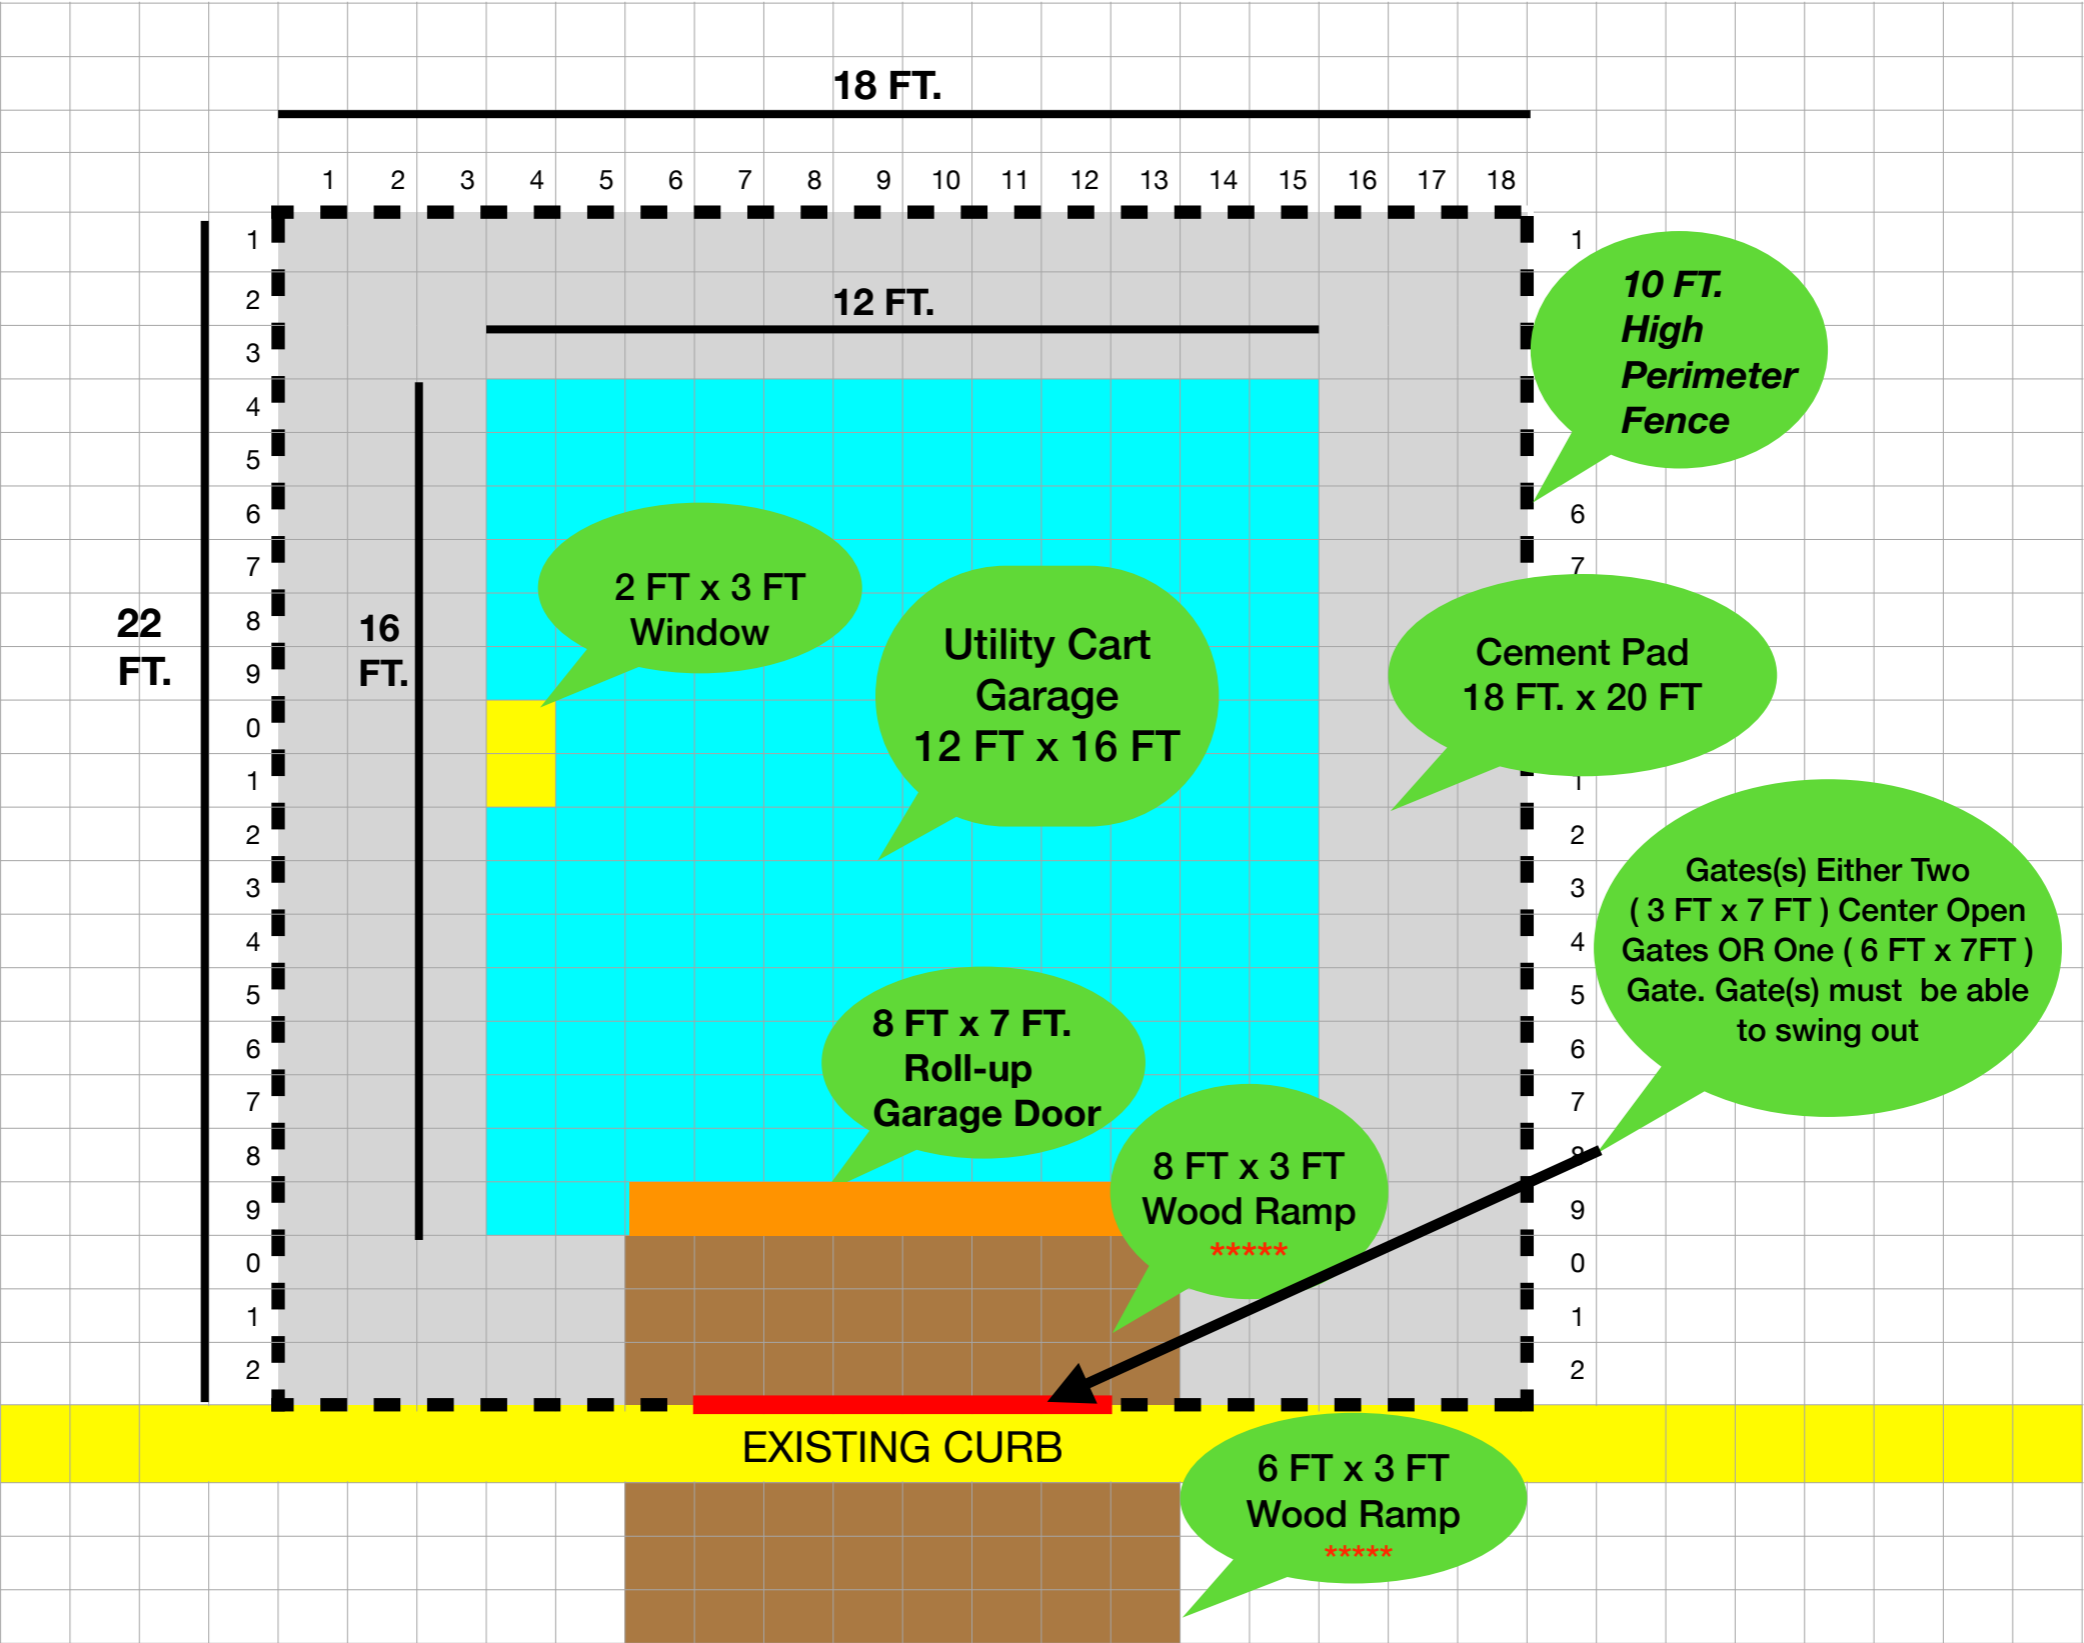 18 FT.
1 2 3 4 5 6 7 8 9 10 11 12 13 14 15 16 17 18
1 1
2
3
12 FT.
10 FT.
High
Perimeter
Fence
4
5
6 6
7 7
8
9
22
FT.
16
FT.
2 FT x 3 FT
Window
Utility Cart
Garage
12 FT x 16 FT
Cement Pad
18 FT. x 20 FT
0
1 1
2 2
3 3
4 4
5 5
6 6
7 7
8 8
9 9
0 0
1 1
2 2
Gates(s) Either Two
( 3 FT x 7 FT ) Center Open
Gates OR One ( 6 FT x 7FT )
Gate. Gate(s) must be able
to swing out
8 FT x 7 FT.
Roll-up
Garage Door
8 FT x 3 FT
Wood Ramp
*****
EXISTING CURB
6 FT x 3 FT
Wood Ramp
*****